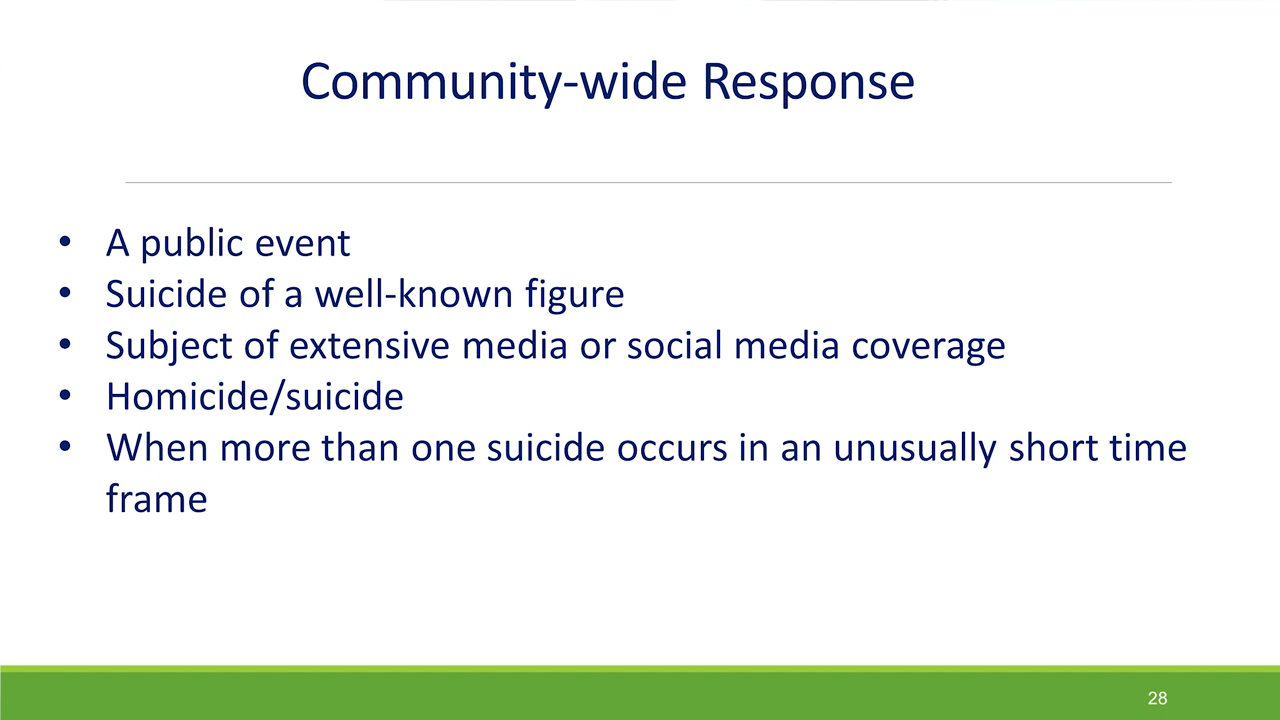 Community-wide Response
• A public event
• Suicide of a well-known figure
• Subject of extensive media or social media coverage
• Homicide/suicide
• When more than one suicide occurs in an unusually short time
frame
28